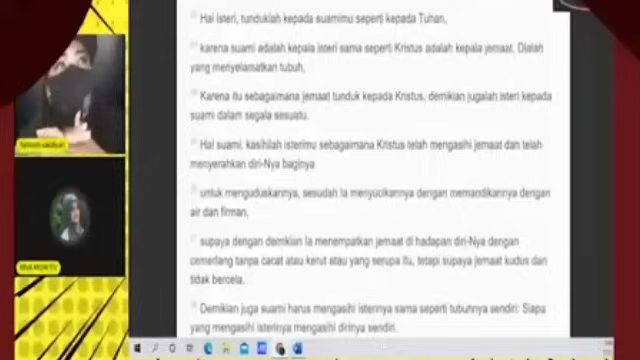 Hai isteri, tunduklah kepada suamimu seperti kepada Tuhan,
karena suami adalah kepala isteri sama seperti Kristus adalah kepala jemaat. Dialah
yang menyelamatkan tubuh.
Karena itu sebagaimana jemaat tunduk kepada Kristus, demikian jugalah isteri kepada
suami dalam segala sesuatu.
Hai suami, kasihilah isterimu sebagaimana Kristus telah mengasihi jemaat dan telah
menyerahkan diri-Nya baginya
untuk menguduskannya, sesudah Ia menyucikannya dengan memandikannya dengan
air dan firman,
supaya dengan demikian Ia menempatkan jemaat di hadapan diri-Nya dengan
cemerlang tanpa cacat atau kerut atau yang serupa itu, tetapi supaya jemaat kudus dan
tidak bercela.
Demikian juga suami harus mengasihi isterinya sama seperti tubuhnya sendiri: Siapa
yang mengasihi isterinya mengasihi dirinya sendiri.